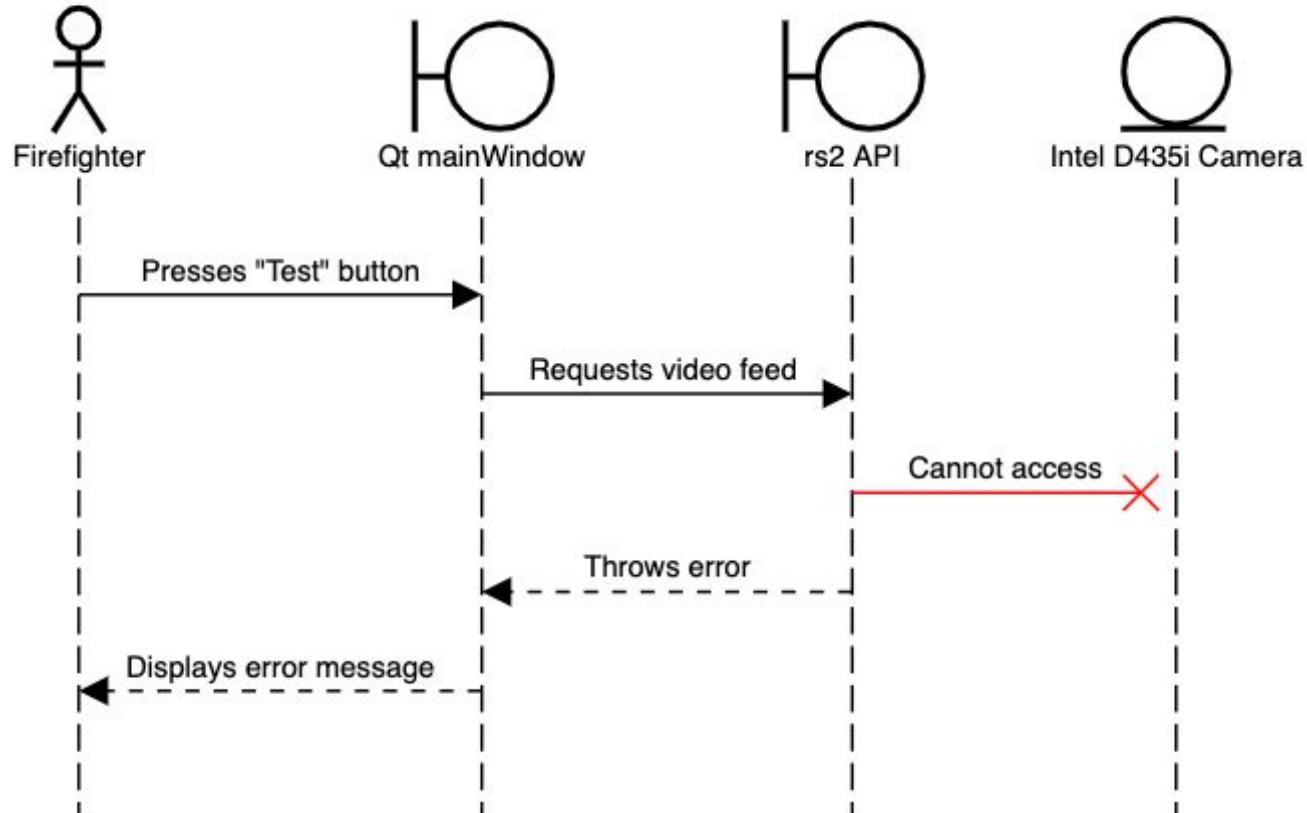 Firefighter
Qt mainWindow
rs2 API
Intel D435i Camera
Presses "Test" button
Requests video feed
Cannot access
Throws error
Displays error message